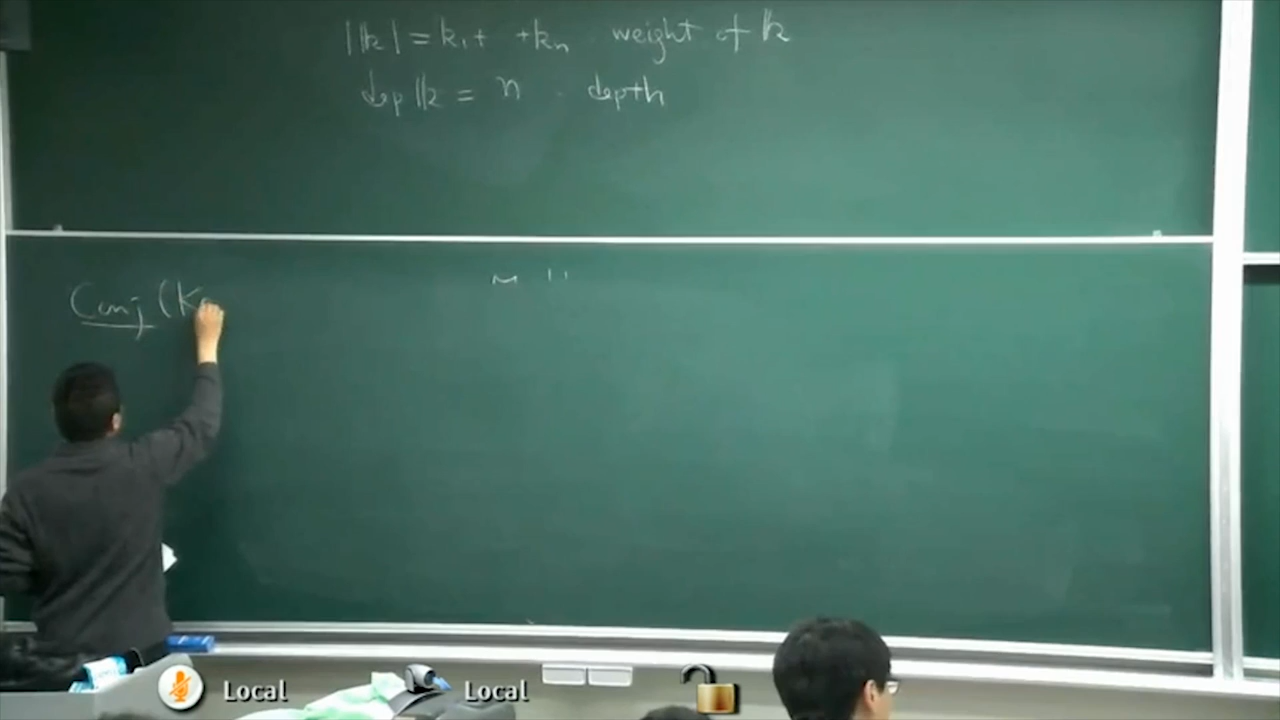 |𝕜| = k₁+ +kₙ weight of 𝕜
dep 𝕜 = n . depth
Conj (K
Local
Local